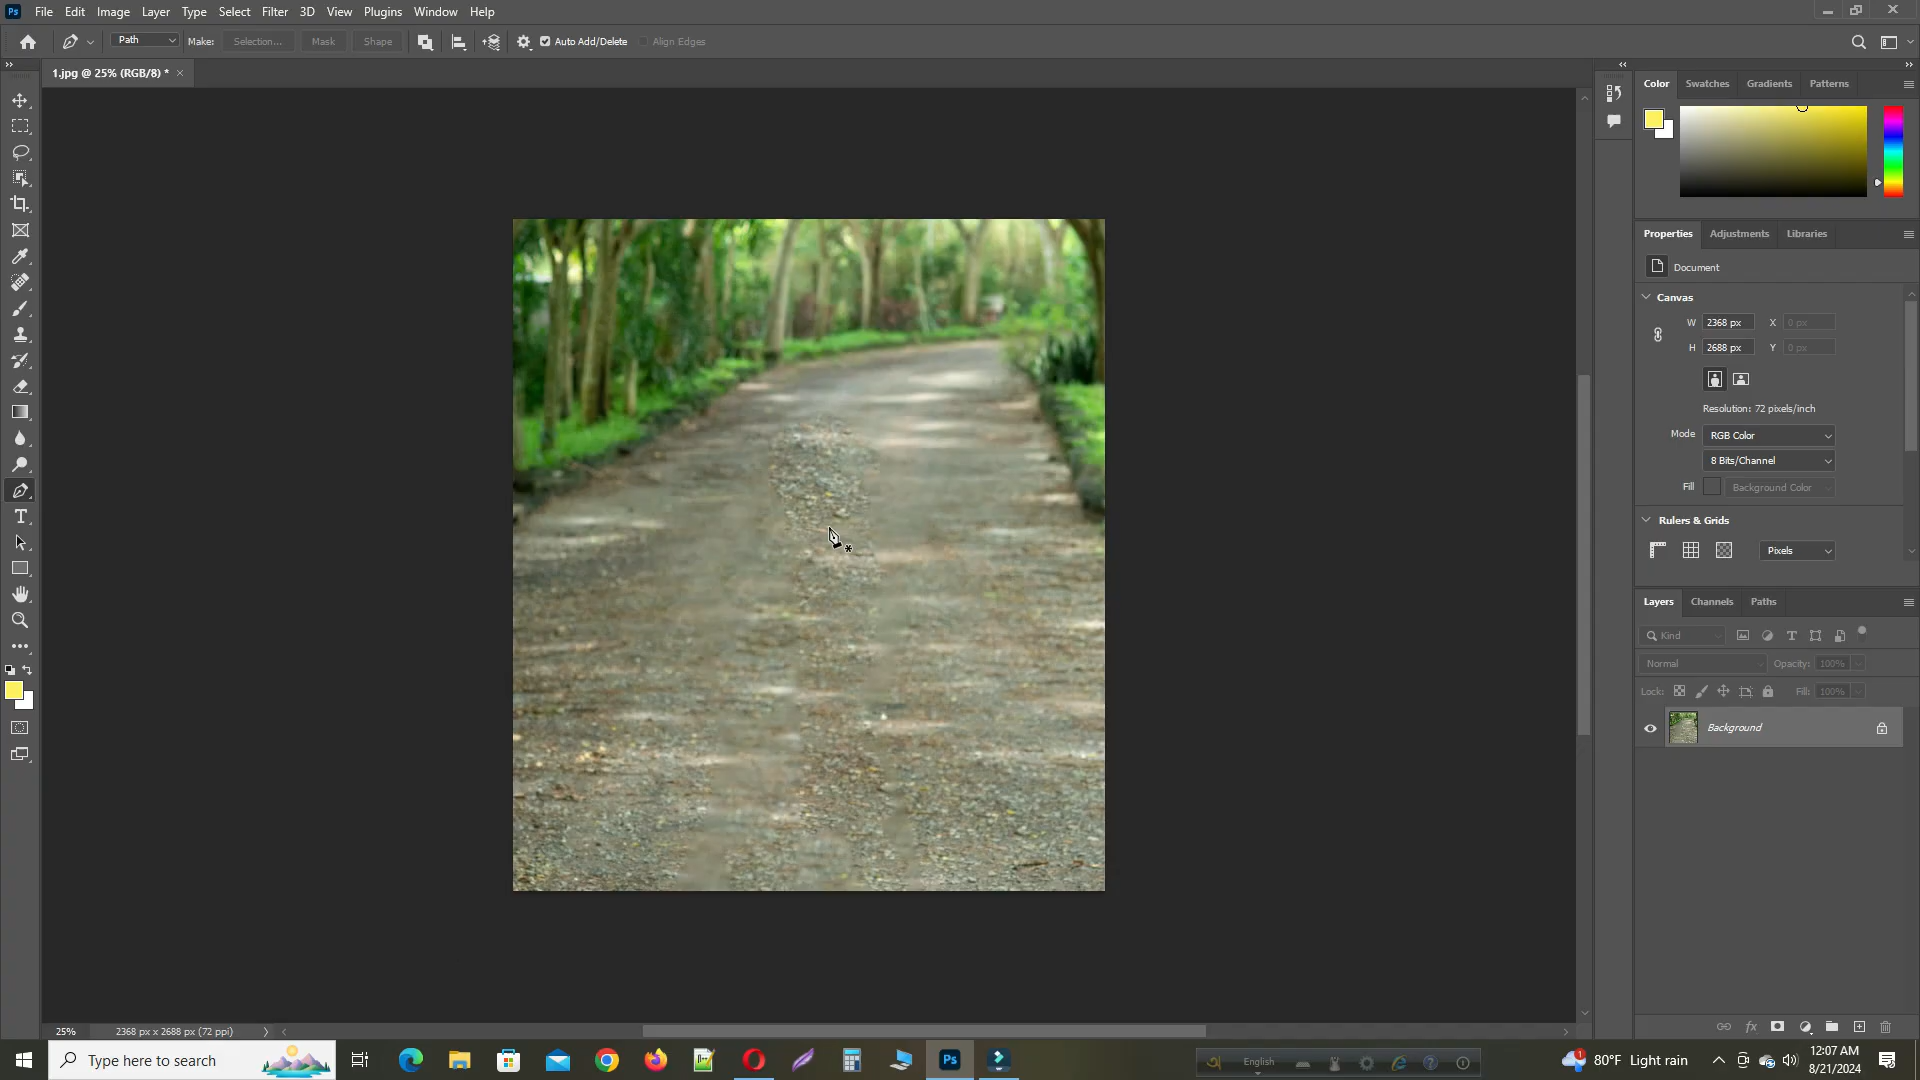 Ps File Edit Image Layer Type Select Filter 3D View Plugins Window Help
Path Make: Selection... Mask Shape Auto Add/Delete Align Edges
1.jpg @ 25% (RGB/8) * ×
Color Swatches Gradients Patterns
Properties Adjustments Libraries
Document
Canvas
W 2368 px X 0 px
H 2688 px Y 0 px
Resolution: 72 pixels/inch
Mode RGB Color
8 Bits/Channel
Fill Background Color
Rulers & Grids
Pixels
Layers Channels Paths
Kind
Normal Opacity: 100%
Lock: Fill: 100%
Background
25% 2368 px x 2688 px (72 ppi)
Type here to search
Ps
English
80°F Light rain
12:07 AM
8/21/2024